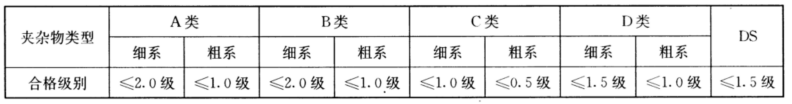 夹杂物类型 A类 B类 C类 D类 DS
细系 粗系 细系 粗系 细系 粗系 细系 粗系
合格级别 ≤2.0级 ≤1.0级 ≤2.0级 ≤1.0级 ≤1.0级 ≤0.5级 ≤1.5级 ≤1.0级 ≤1.5级